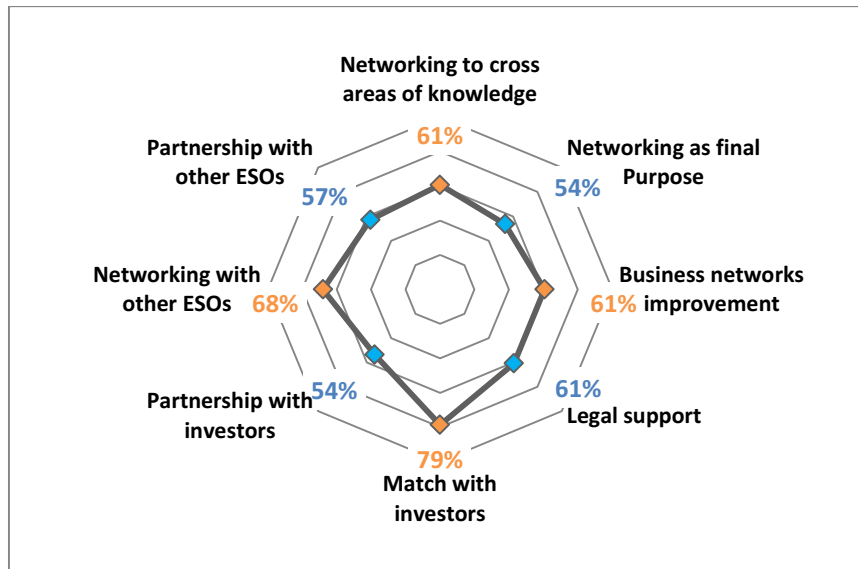 Networking to cross
areas of knowledge
61%
Networking as final
Purpose
54%
Business networks
improvement
61%
61%
Legal support
79%
Match with
investors
54%
Partnership with
investors
Networking with
other ESOs
68%
Partnership with
other ESOs
57%